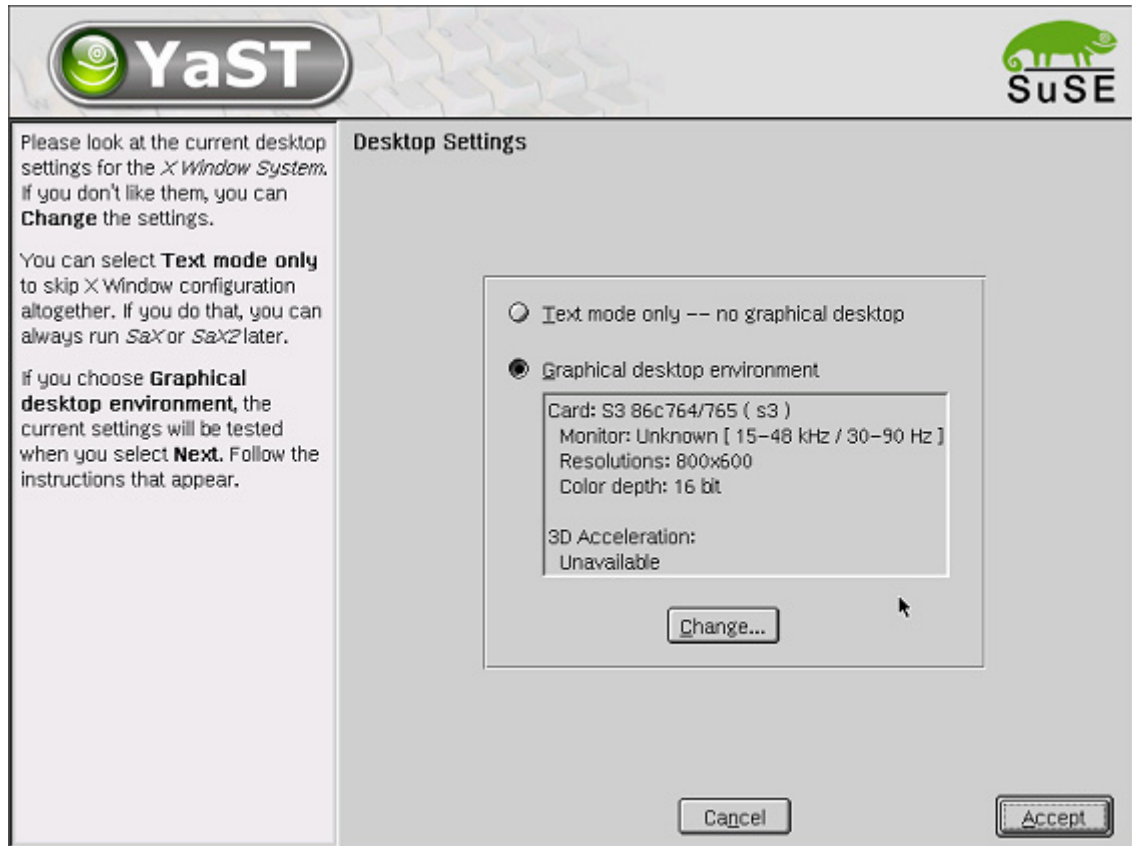 YaST
SuSE
Please look at the current desktop
settings for the X Window System.
If you don't like them, you can
Change the settings.
You can select Text mode only
to skip X Window configuration
altogether. If you do that, you can
always run SaX or SaX2 later.
If you choose Graphical
desktop environment, the
current settings will be tested
when you select Next. Follow the
instructions that appear.
Desktop Settings
Text mode only -- no graphical desktop
Graphical desktop environment
Card: S3 86c764/765 ( s3 )
Monitor: Unknown [ 15-48 kHz / 30-90 Hz ]
Resolutions: 800x600
Color depth: 16 bit
3D Acceleration:
Unavailable
Change...
Cancel
Accept